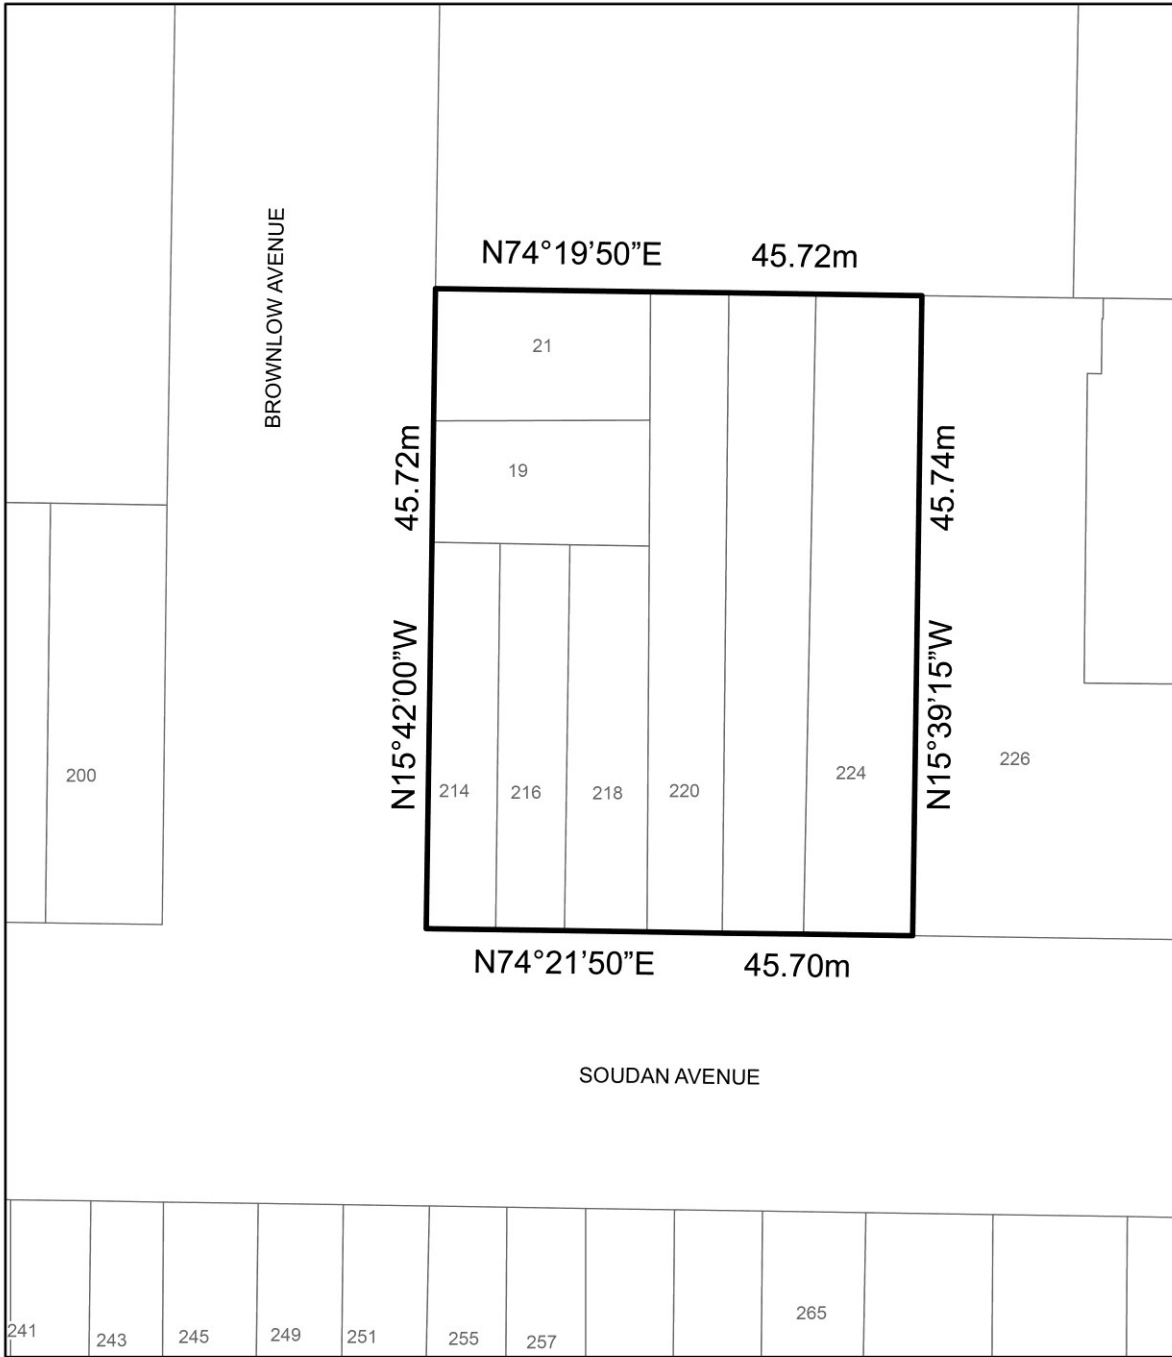 BROWNLOW AVENUE
N74°19’50”E 45.72m
21
45.72m
45.74m
19
N15°42’00”W
N15°39’15”W
200
214
216
218
220
224
226
N74°21’50”E 45.70m
SOUDAN AVENUE
241
243
245
249
251
255
257
265